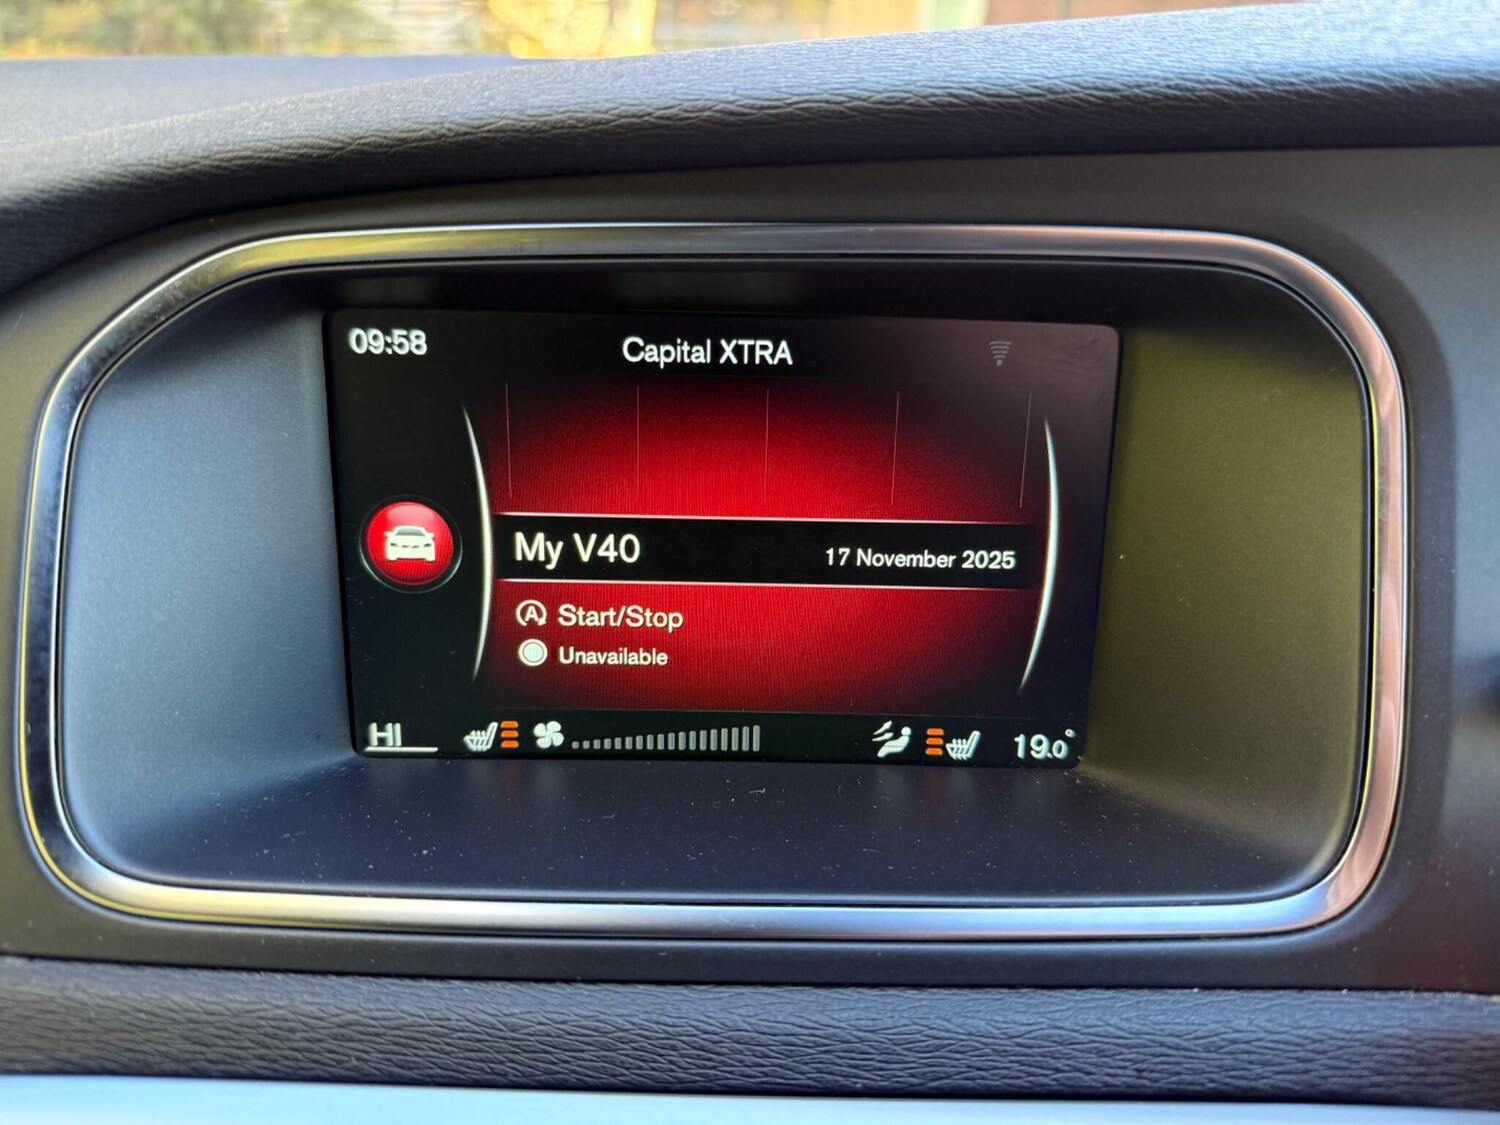 09:58
Capital XTRA
My V40
17 November 2025
A Start/Stop
Unavailable
HI
19.0°